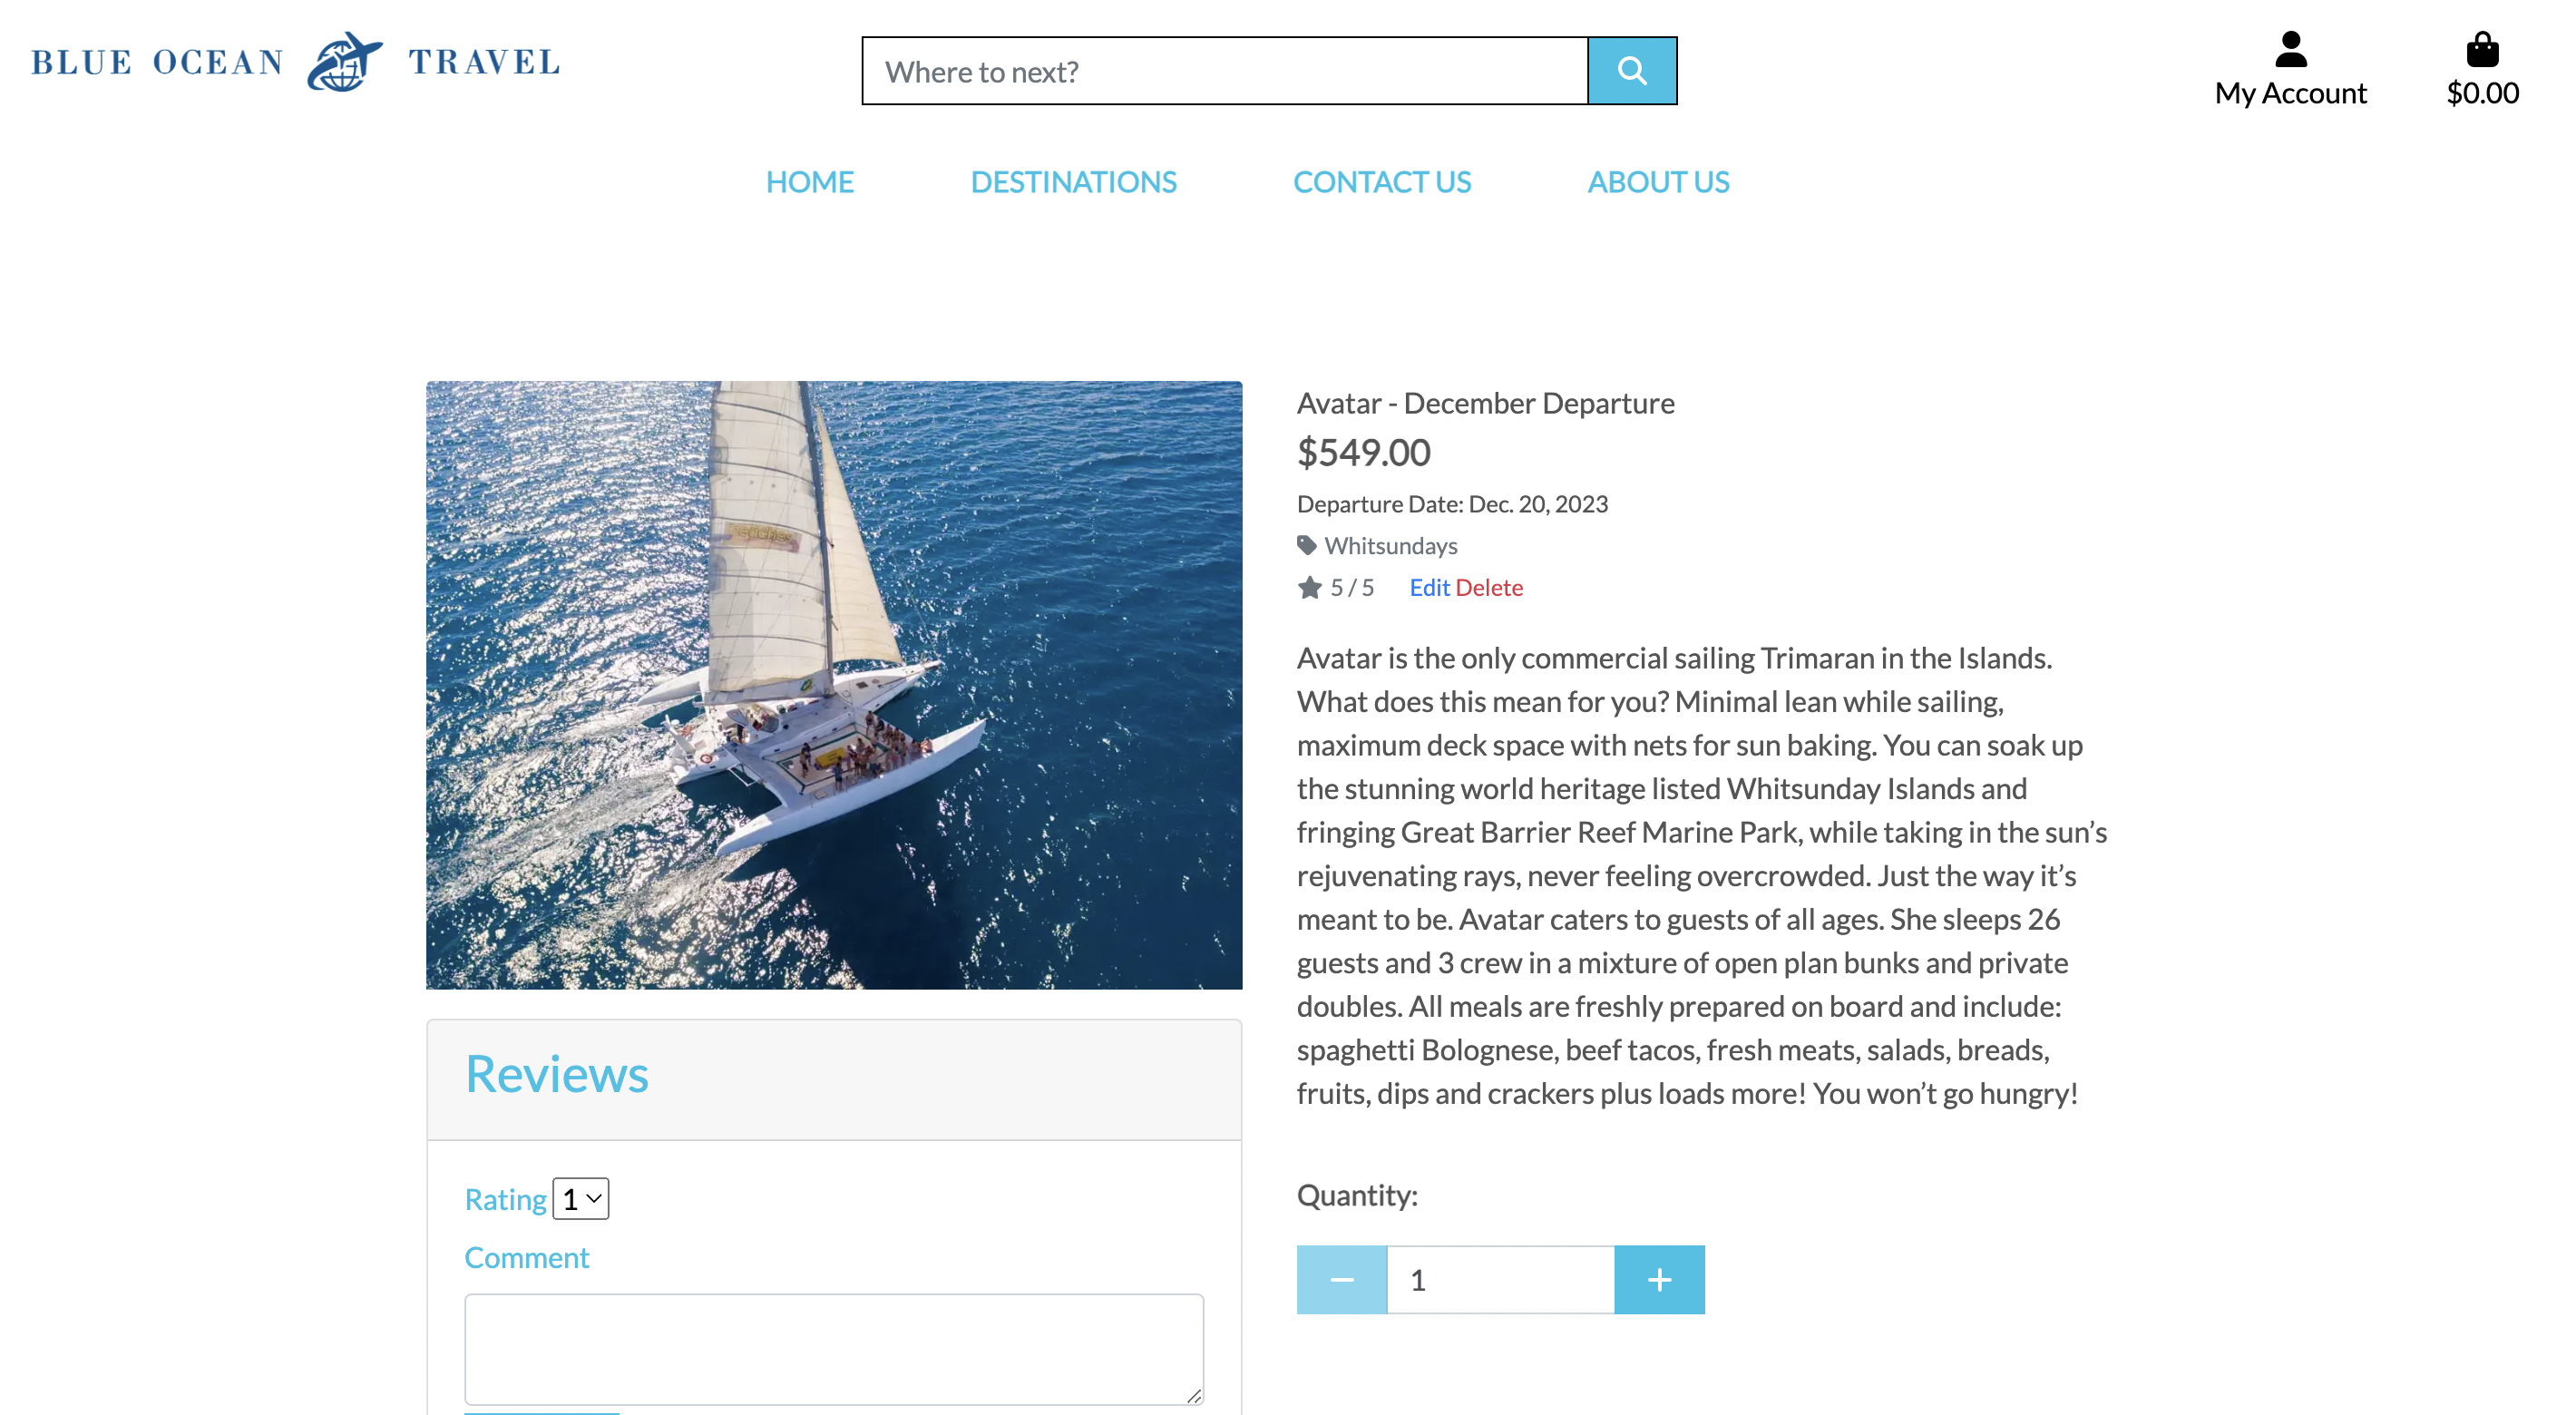 BLUE OCEAN TRAVEL
Where to next?
My Account
$0.00
HOME DESTINATIONS CONTACT US ABOUT US
Avatar - December Departure
$549.00
Departure Date: Dec. 20, 2023
Whitsundays
5 / 5 Edit Delete
Avatar is the only commercial sailing Trimaran in the Islands.
What does this mean for you? Minimal lean while sailing,
maximum deck space with nets for sun baking. You can soak up
the stunning world heritage listed Whitsunday Islands and
fringing Great Barrier Reef Marine Park, while taking in the sun’s
rejuvenating rays, never feeling overcrowded. Just the way it’s
meant to be. Avatar caters to guests of all ages. She sleeps 26
guests and 3 crew in a mixture of open plan bunks and private
doubles. All meals are freshly prepared on board and include:
spaghetti Bolognese, beef tacos, fresh meats, salads, breads,
fruits, dips and crackers plus loads more! You won’t go hungry!
Quantity:
1
Reviews
Rating 1
Comment